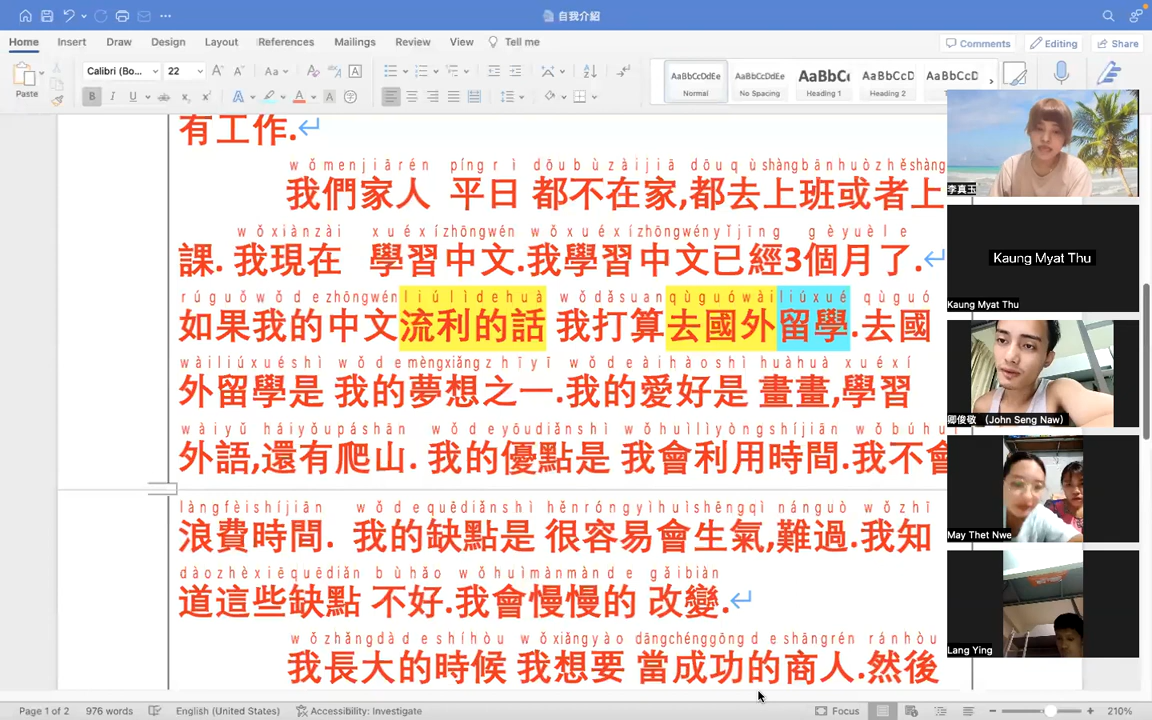 自我介紹
Home Insert Draw Design Layout References Mailings Review View Tell me Comments Editing Share
Paste
Calibri (Bo... 22
AaBbCcDdEe AaBbCcDdEe AaBbCc AaBbCcD AaBbCcD
Normal No Spacing Heading 1 Heading 2
有工作.
wǒmenjiārén píngrì dōubùzàijiā dōuqùshàngbānhuòzhěshàng
我們家人 平日 都不在家,都去上班或者上
wǒxiànzài xuéxízhōngwén wǒxuéxízhōngwényǐjīng gèyuèle
課. 我現在 學習中文.我學習中文已經3個月了.
rúguǒwǒdezhōngwénliúlìdehuà wǒdǎsuanqùguówàiliúxué qùguó
如果我的中文流利的話 我打算去國外留學.去國
wàiliúxuéshì wǒdemèngxiǎngzhīyī wǒdeàihàoshì huàhuà xuéxí
外留學是 我的夢想之一.我的愛好是 畫畫,學習
wàiyǔ háiyǒupáshān wǒdeyōudiǎnshì wǒhuìlìyòngshíjiān wǒbúhu
外語,還有爬山. 我的優點是 我會利用時間.我不會
làngfèishíjiān wǒdequēdiǎnshì hěnróngyìhuìshēngqì nánguò wǒzhī
浪費時間. 我的缺點是 很容易會生氣,難過.我知
dàozhèxiēquēdiǎn bùhǎo wǒhuìmànmànde gǎibiàn
道這些缺點 不好.我會慢慢的 改變.
wǒzhǎngdàdeshíhòu wǒxiǎngyào dāngchénggōngdeshāngrén ránhòu
我長大的時候 我想要 當成功的商人.然後
李真玉
Kaung Myat Thu
Kaung Myat Thu
卿俊敬 (John Seng Naw)
May Thet Nwe
Lang Ying
Page 1 of 2 976 words English (United States) Accessibility: Investigate Focus 210%